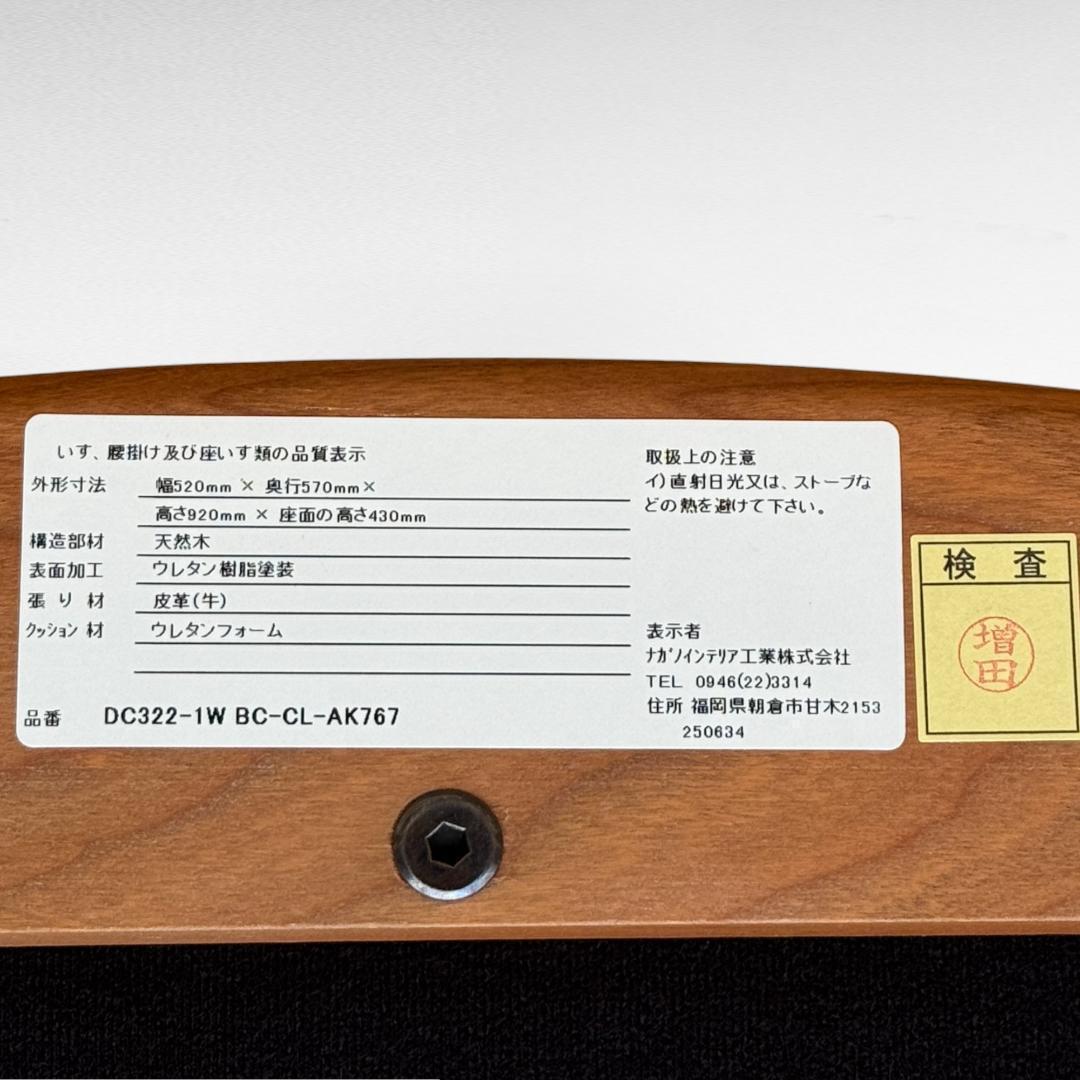 いす、腰掛け及び座いす類の品質表示
外形寸法 幅520mm × 奥行570mm×
高さ920mm × 座面の高さ430mm
構造部材 天然木
表面加工 ウレタン樹脂塗装
張り材 皮革(牛)
クッション材 ウレタンフォーム
品番 DC322-1W BC-CL-AK767
取扱上の注意
イ)直射日光又は、ストーブな
どの熱を避けて下さい。
表示者
ナガノインテリア工業株式会社
TEL 0946(22)3314
住所 福岡県朝倉市甘木2153
250634
検査
増田